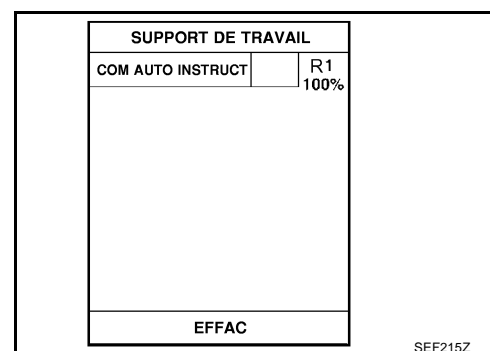 SUPPORT DE TRAVAIL
COM AUTO INSTRUCT R1
100%
EFFAC
SEF215Z